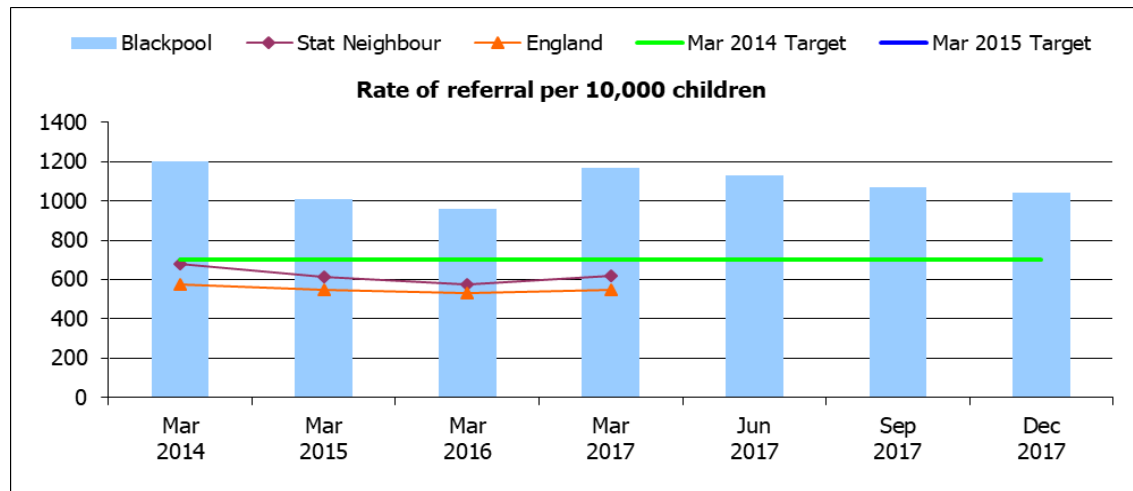 Blackpool Stat Neighbour England Mar 2014 Target Mar 2015 Target
Rate of referral per 10,000 children
1400
1200
1000
800
600
400
200
0
Mar 2014 Mar 2015 Mar 2016 Mar 2017 Jun 2017 Sep 2017 Dec 2017